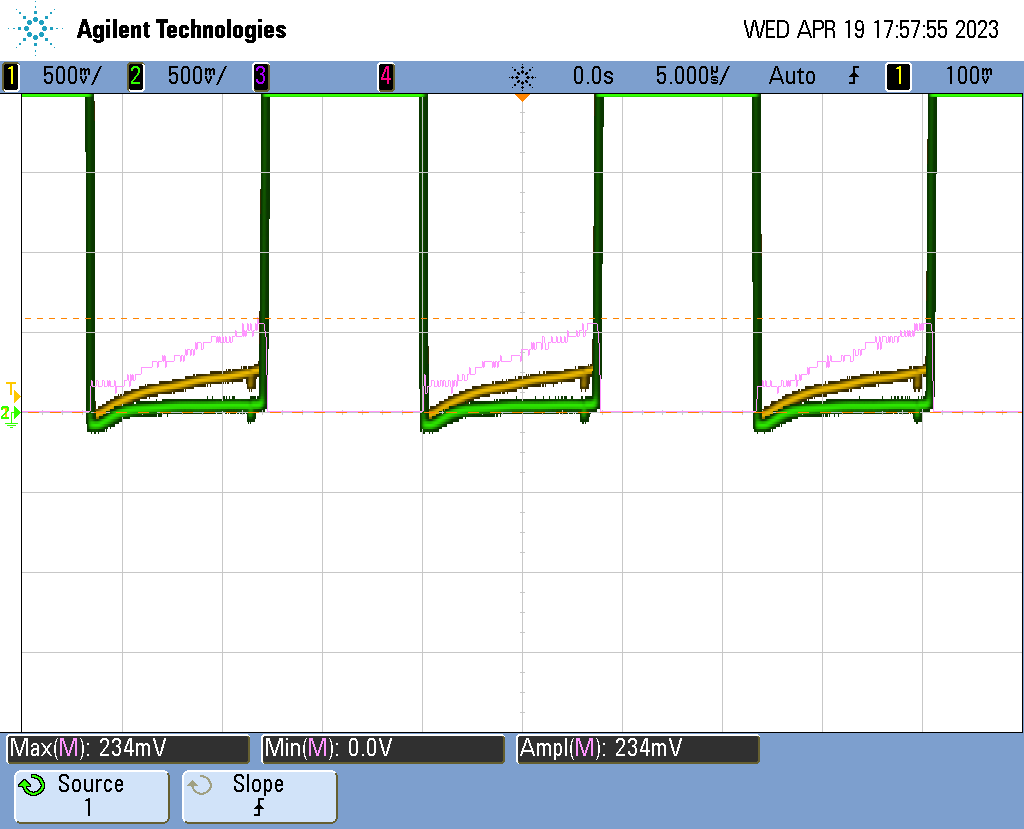 Agilent Technologies
WED APR 19 17:57:55 2023
1 500mV/ 2 500mV/ 3 4 0.0s 5.000µs/ Auto 1 100mV
T
2
Max(M): 234mV Min(M): 0.0V Ampl(M): 234mV
Source
1
Slope